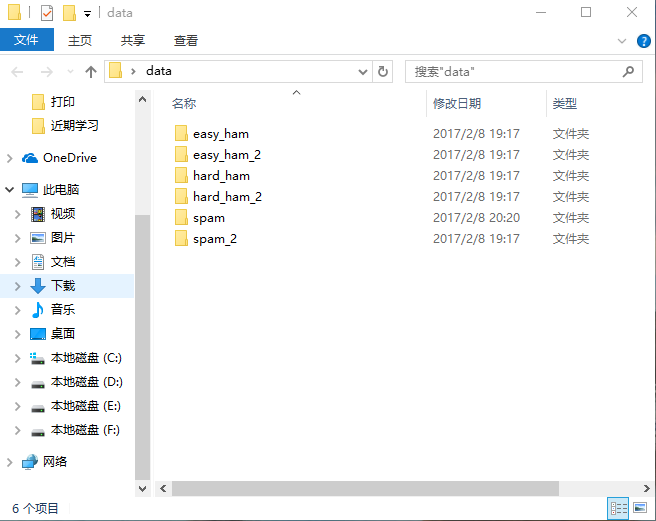 data
文件 主页 共享 查看
data 搜索"data"
打印
近期学习
OneDrive
此电脑
视频
图片
文档
下载
音乐
桌面
本地磁盘 (C:)
本地磁盘 (D:)
本地磁盘 (E:)
本地磁盘 (F:)
网络
名称 修改日期 类型
easy_ham 2017/2/8 19:17 文件夹
easy_ham_2 2017/2/8 19:17 文件夹
hard_ham 2017/2/8 19:17 文件夹
hard_ham_2 2017/2/8 19:17 文件夹
spam 2017/2/8 20:20 文件夹
spam_2 2017/2/8 19:17 文件夹
6 个项目